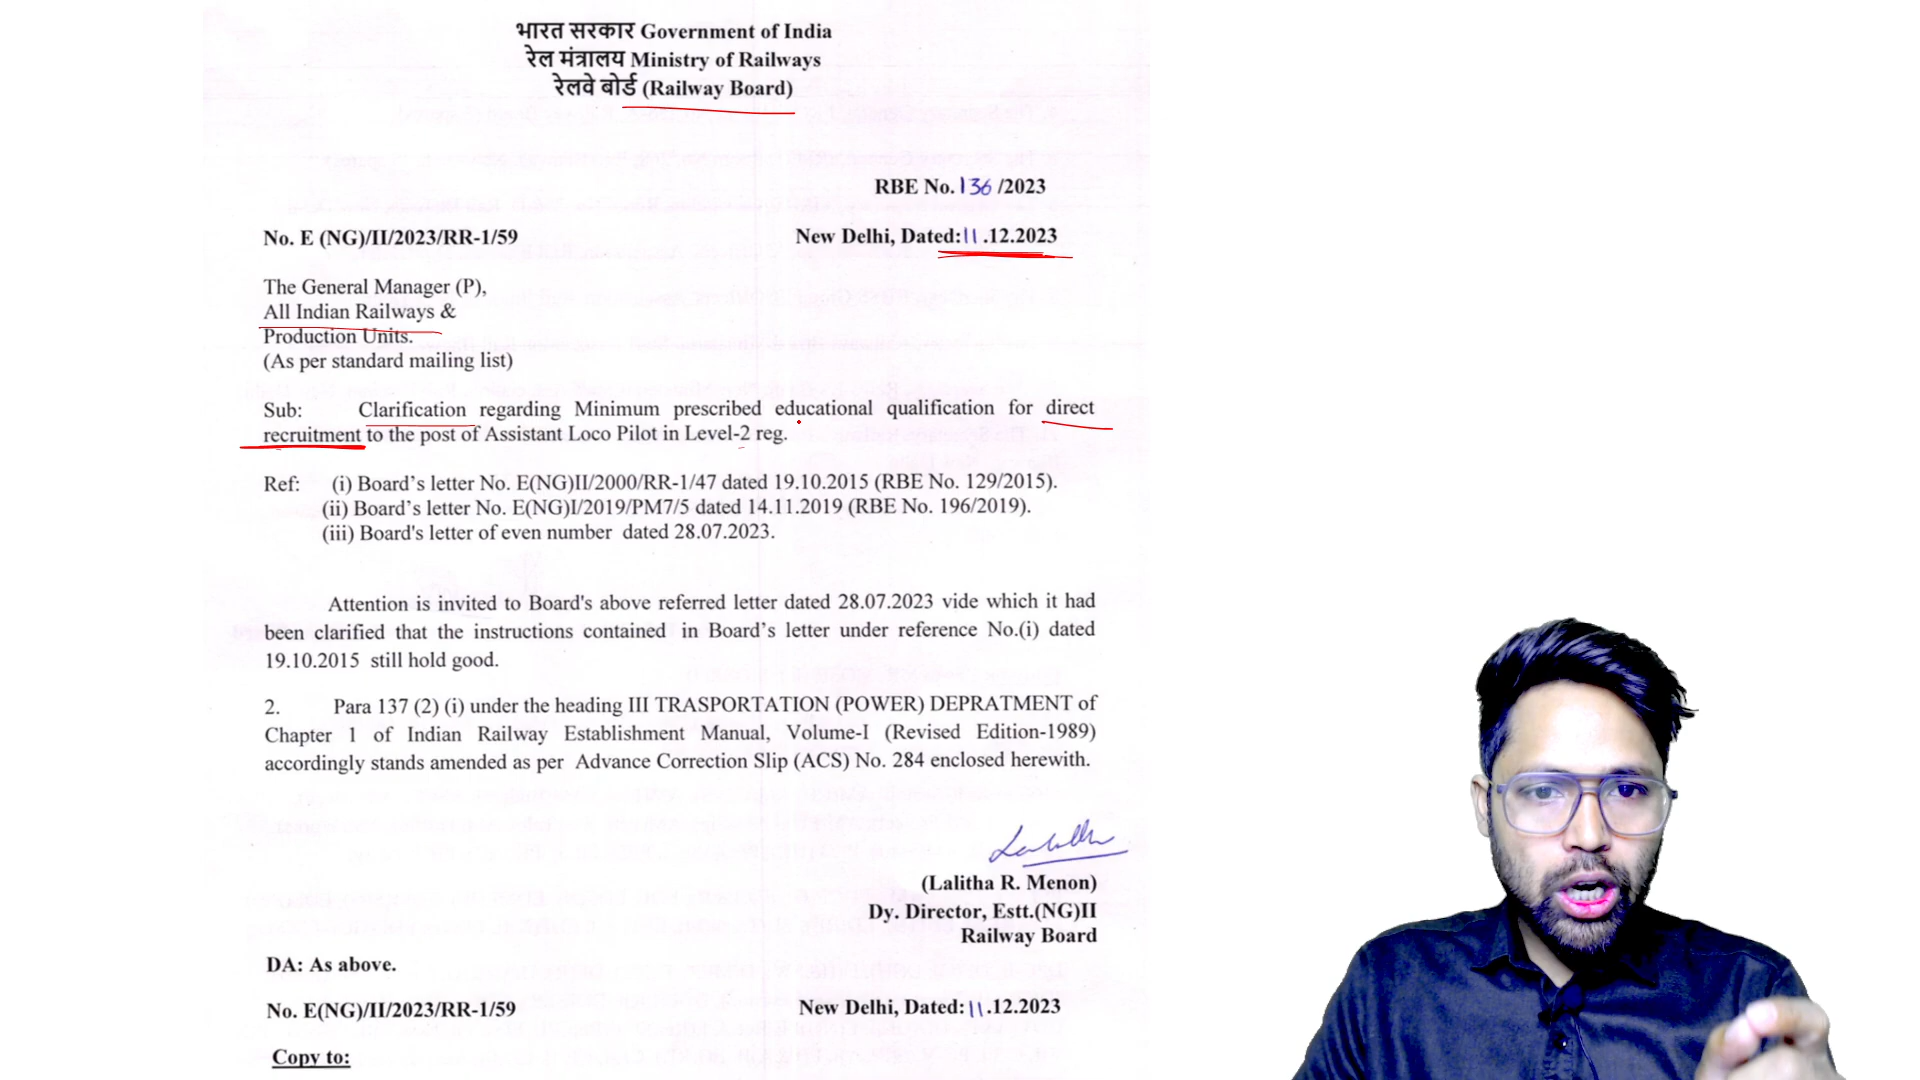 भारत सरकार Government of India
रेल मंत्रालय Ministry of Railways
रेलवे बोर्ड (Railway Board)
RBE No. 136 /2023
No. E (NG)/II/2023/RR-1/59
New Delhi, Dated:11.12.2023
The General Manager (P),
All Indian Railways &
Production Units.
(As per standard mailing list)
Sub: Clarification regarding Minimum prescribed educational qualification for direct
recruitment to the post of Assistant Loco Pilot in Level-2 reg.
Ref: (i) Board's letter No. E(NG)II/2000/RR-1/47 dated 19.10.2015 (RBE No. 129/2015).
(ii) Board's letter No. E(NG)I/2019/PM7/5 dated 14.11.2019 (RBE No. 196/2019).
(iii) Board's letter of even number dated 28.07.2023.
Attention is invited to Board's above referred letter dated 28.07.2023 vide which it had
been clarified that the instructions contained in Board's letter under reference No.(i) dated
19.10.2015 still hold good.
2. Para 137 (2) (i) under the heading III TRASPORTATION (POWER) DEPRATMENT of
Chapter 1 of Indian Railway Establishment Manual, Volume-I (Revised Edition-1989)
accordingly stands amended as per Advance Correction Slip (ACS) No. 284 enclosed herewith.
(Lalitha R. Menon)
Dy. Director, Estt.(NG)II
Railway Board
DA: As above.
No. E(NG)/II/2023/RR-1/59
New Delhi, Dated:11.12.2023
Copy to: